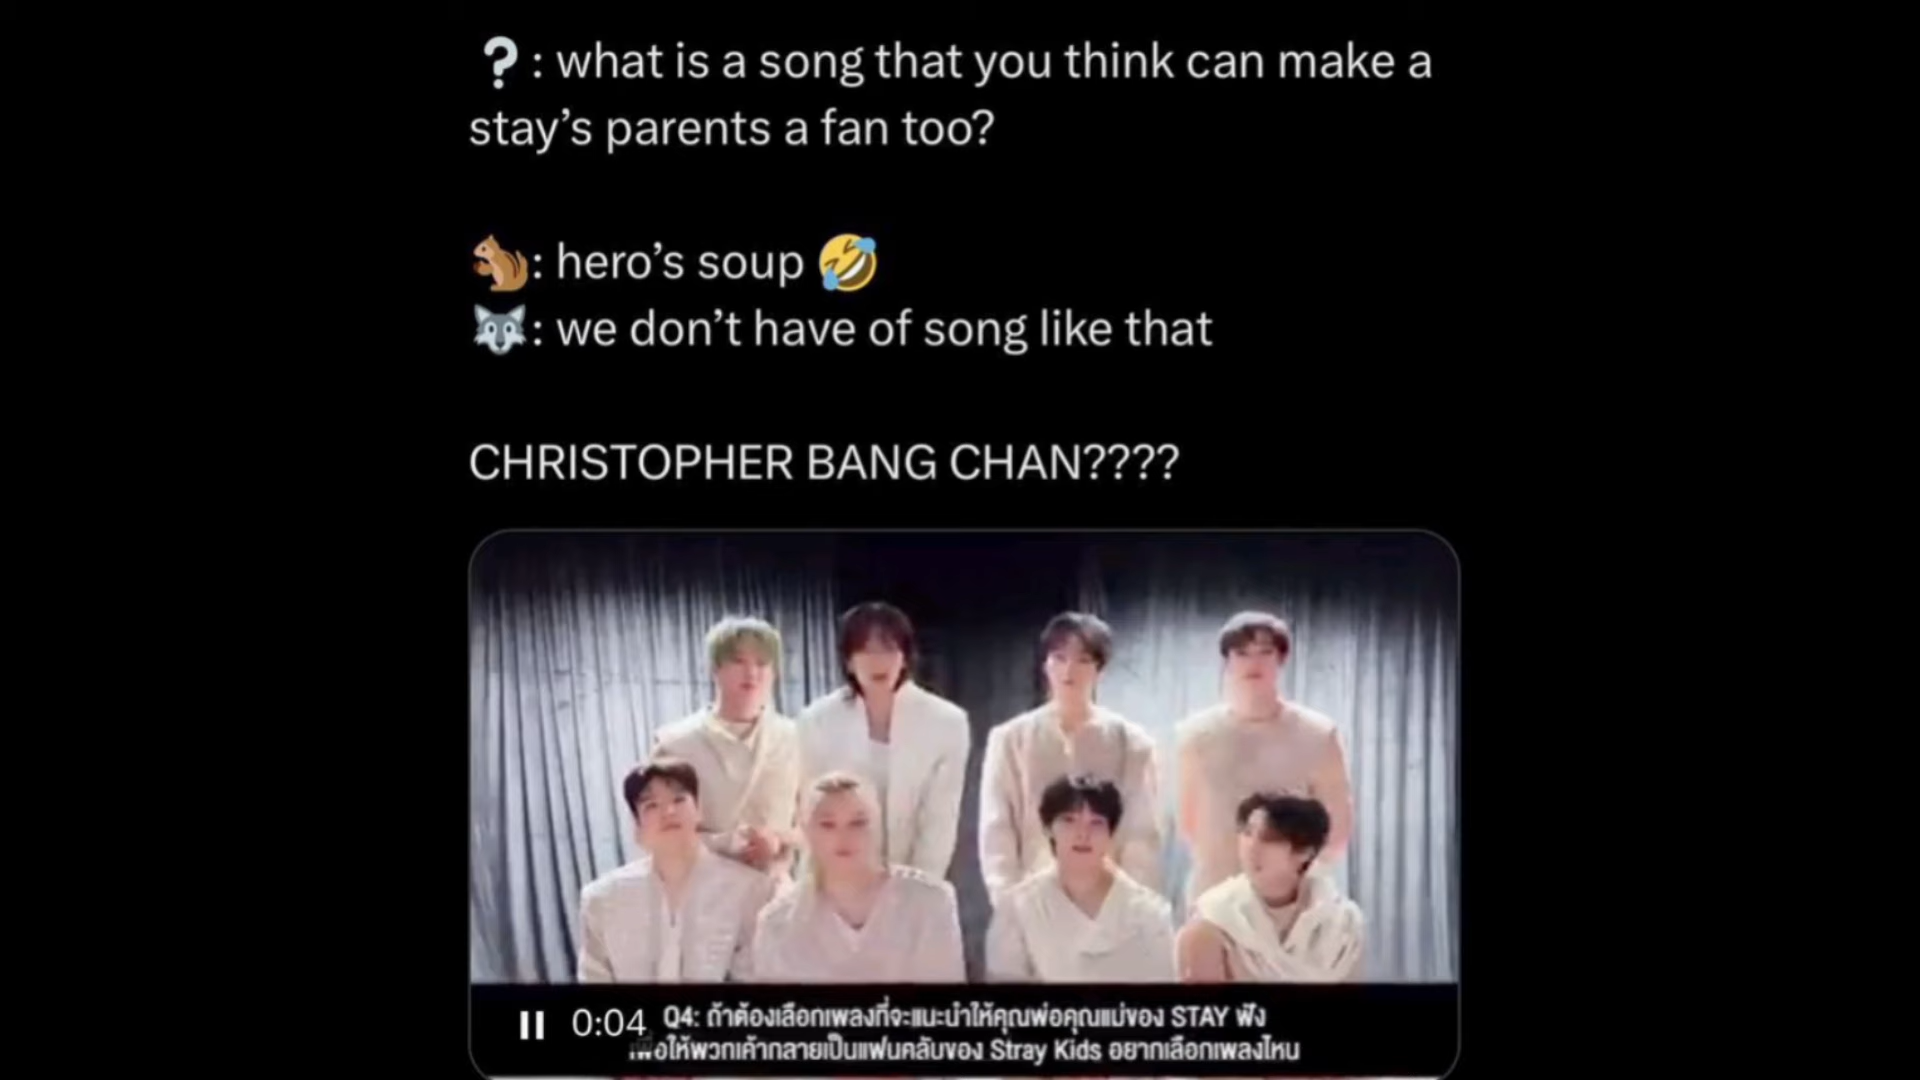 ❔: what is a song that you think can make a
stay’s parents a fan too?
🐿️: hero’s soup 🤣
🐺: we don’t have of song like that
CHRISTOPHER BANG CHAN????
0:04 Q4: ถ้าต้องเลือกเพลงที่จะแนะนำให้คุณพ่อคุณแม่ของ STAY ฟัง
เพื่อให้พวกเค้ากลายเป็นแฟนคลับของ Stray Kids อยากเลือกเพลงไหน